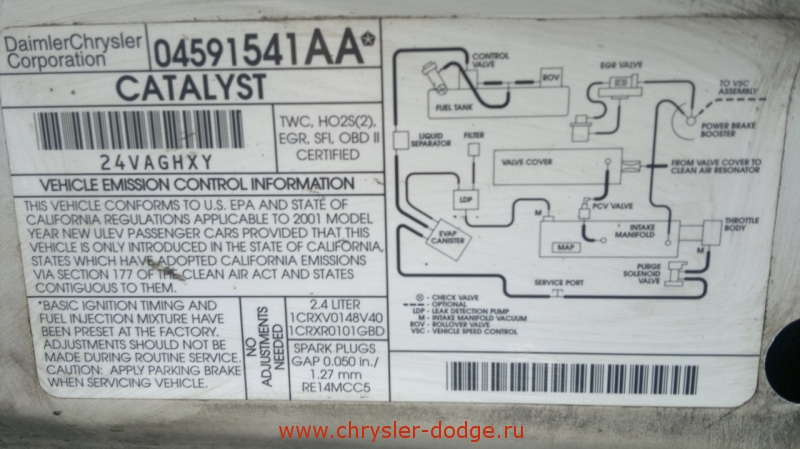 DaimlerChrysler
Corporation
04591541AA
CATALYST
24VAGHXY
TWC, HO2S(2),
EGR, SFI, OBD II
CERTIFIED
VEHICLE EMISSION CONTROL INFORMATION
THIS VEHICLE CONFORMS TO U.S. EPA AND STATE OF
CALIFORNIA REGULATIONS APPLICABLE TO 2001 MODEL
YEAR NEW ULEV PASSENGER CARS PROVIDED THAT THIS
VEHICLE IS ONLY INTRODUCED IN THE STATE OF CALIFORNIA,
STATES WHICH HAVE ADOPTED CALIFORNIA EMISSIONS
VIA SECTION 177 OF THE CLEAN AIR ACT AND STATES
CONTIGUOUS THERETO.
*BASIC IGNITION TIMING AND
FUEL INJECTION MIXTURE HAVE
BEEN PRESET AT THE FACTORY.
ADJUSTMENTS SHOULD NOT BE
MADE DURING ROUTINE SERVICE.
CAUTION: APPLY PARKING BRAKE
WHEN SERVICING VEHICLE.
NO
ADJUSTMENTS
NEEDED
2.4 LITER
1CRXV0148V40
1CRXR0101GBD
SPARK PLUGS
GAP 0.050 in./
1.27 mm
RE14MCC5
CONTROL
VALVE
ROV
FUEL TANK
EGR VALVE
TO VSC
ASSEMBLY
POWER BRAKE
BOOSTER
LIQUID
SEPARATOR
FILTER
VALVE COVER
FROM VALVE COVER TO
CLEAN AIR RESONATOR
LDP
PCV VALVE
M
EVAP
CANISTER
INTAKE
MANIFOLD
MAP
THROTTLE
BODY
M
PURGE
SOLENOID
VALVE
SERVICE PORT
- CHECK VALVE
- OPTIONAL
LDP - LEAK DETECTION PUMP
M - INTAKE MANIFOLD VACUUM
ROV - ROLLOVER VALVE
VSC - VEHICLE SPEED CONTROL
www.chrysler-dodge.ru